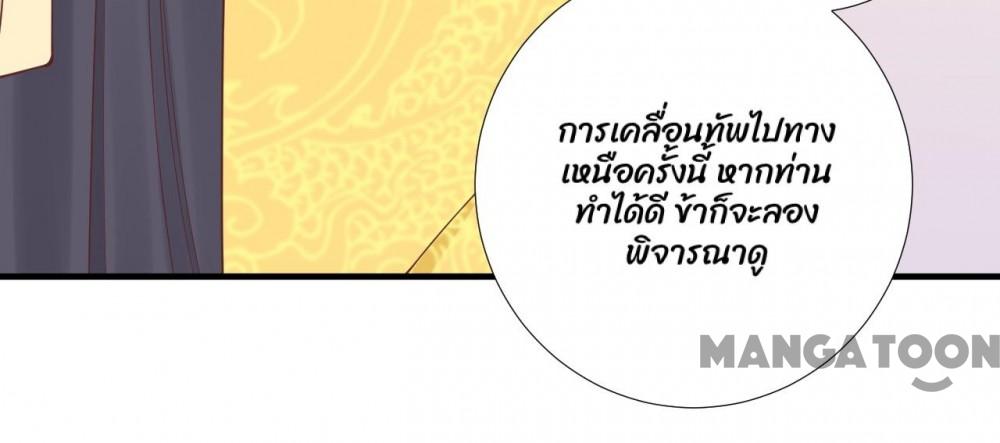 การเคลื่อนทัพไปทาง
เหนือครั้งนี้ หากท่าน
ทำได้ดี ข้าก็จะลอง
พิจารณาดู
MANGATOON